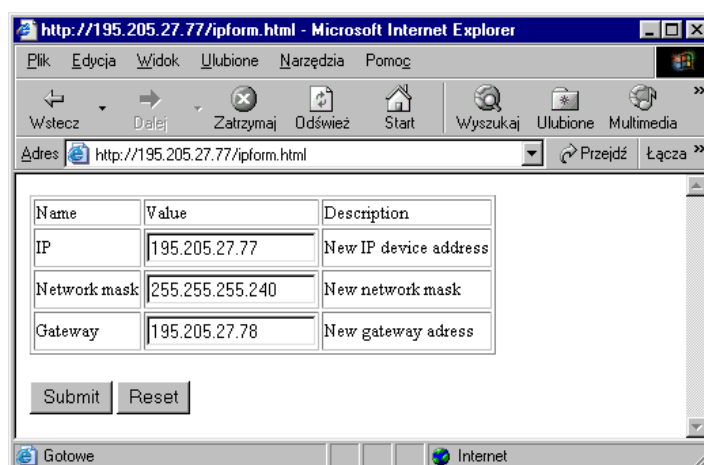 http://195.205.27.77/ipform.html - Microsoft Internet Explorer
Plik Edycja Widok Ulubione Narzędzia Pomoc
Wstecz Dalej Zatrzymaj Odśwież Start Wyszukaj Ulubione Multimedia »
Adres http://195.205.27.77/ipform.html Przejdź Łącza »
Name Value Description
IP 195.205.27.77 New IP device address
Network mask 255.255.255.240 New network mask
Gateway 195.205.27.78 New gateway adress
Submit Reset
Gotowe Internet